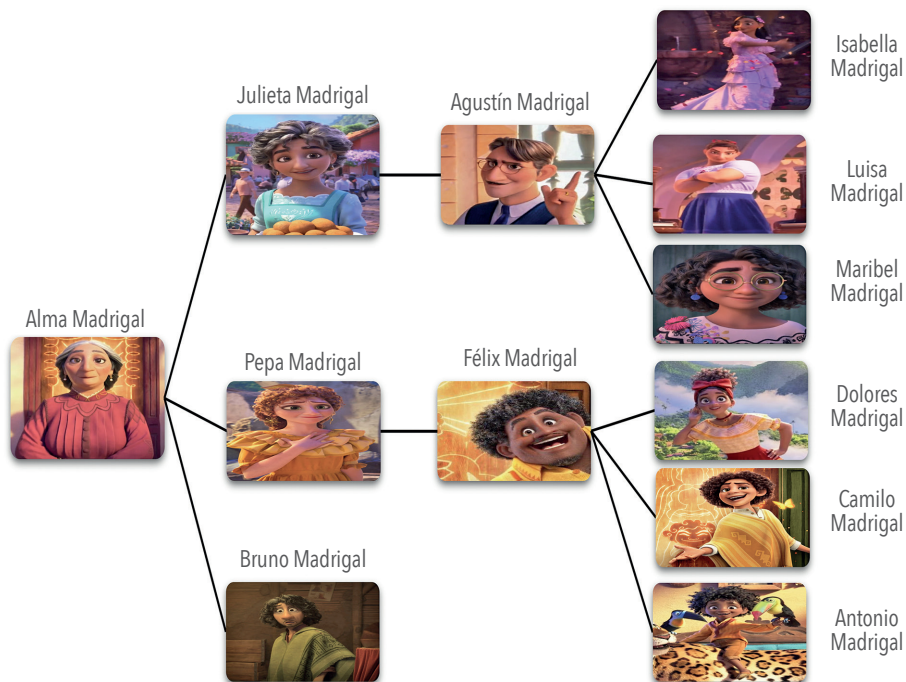 Alma Madrigal
Julieta Madrigal
Agustín Madrigal
Pepa Madrigal
Félix Madrigal
Bruno Madrigal
Isabella
Madrigal
Luisa
Madrigal
Maribel
Madrigal
Dolores
Madrigal
Camilo
Madrigal
Antonio
Madrigal